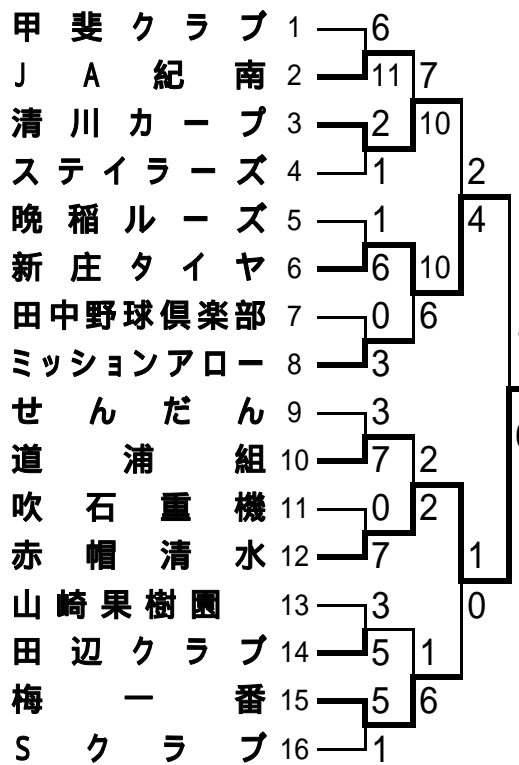 甲斐クラブ 1 6
JA紀南 2 11 7
清川カープ 3 2 10
ステイラーズ 4 1 2
晩稲ルーズ 5 1 4
新庄タイヤ 6 6 10
田中野球倶楽部 7 0 6
ミッションアロー 8 3
せんだん 9 3
道浦組 10 7 2
吹石重機 11 0 2
赤帽清水 12 7 1
山崎果樹園 13 3 0
田辺クラブ 14 5 1
梅一番 15 5 6
Sクラブ 16 1